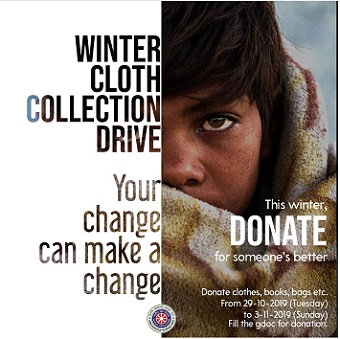 WINTER
CLOTH
COLLECTION
DRIVE
Your
change
can make a
change
This winter,
DONATE
for someone's better
Donate clothes, books, bags etc.
From 29-10-2019 (Tuesday)
to 3-11-2019 (Sunday)
Fill the gdoc for donation.